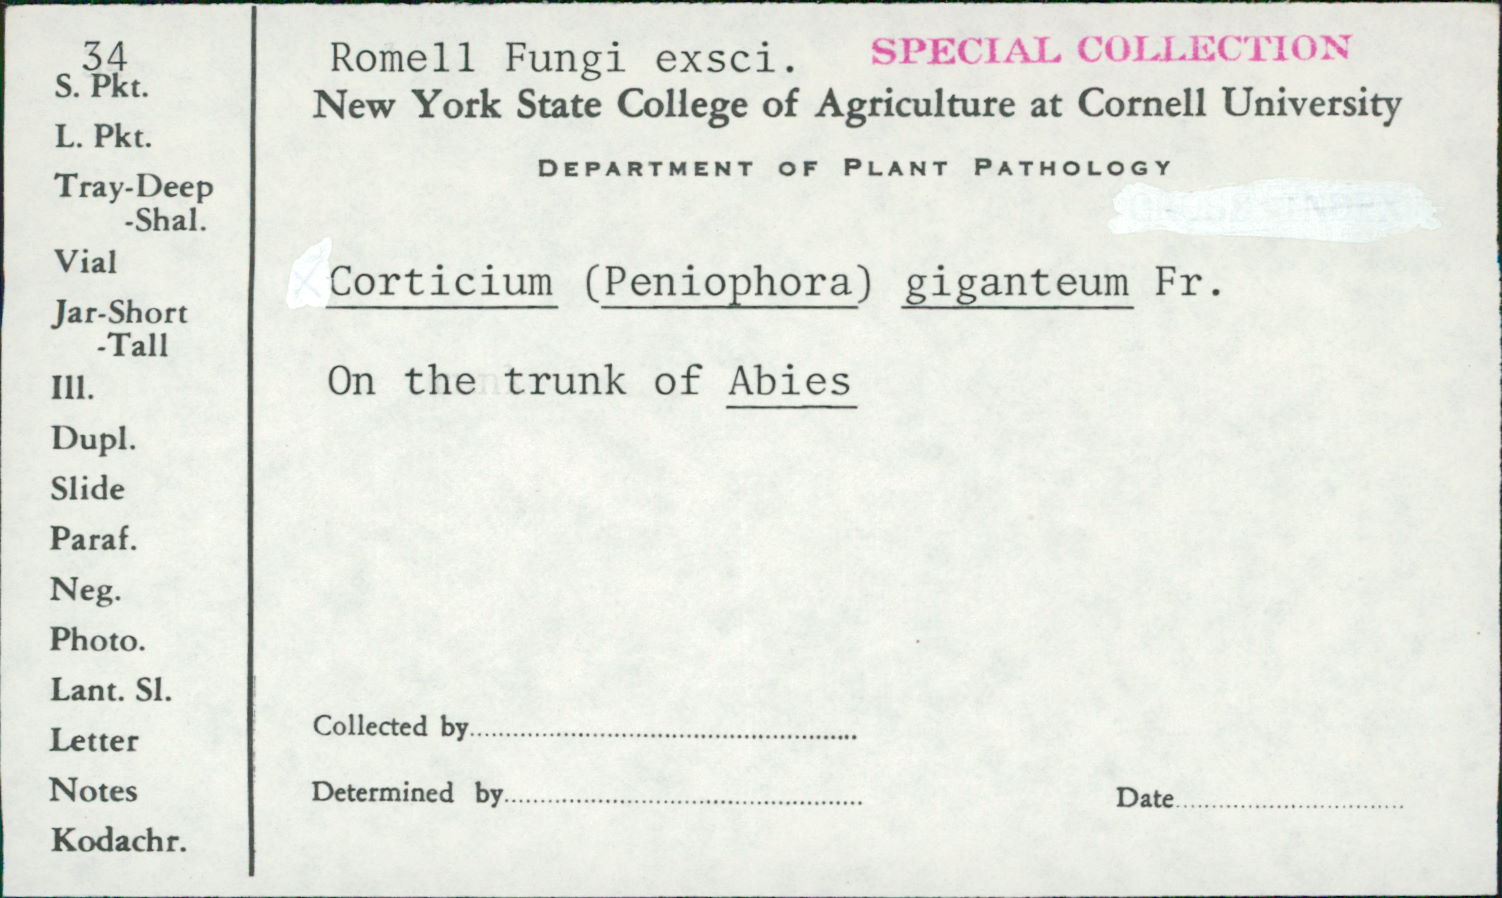 34
S. Pkt.
L. Pkt.
Tray-Deep
-Shal.
Vial
Jar-Short
-Tall
Ill.
Dupl.
Slide
Paraf.
Neg.
Photo.
Lant. Sl.
Letter
Notes
Kodachr.
Romell Fungi exsci. SPECIAL COLLECTION
New York State College of Agriculture at Cornell University
DEPARTMENT OF PLANT PATHOLOGY
Corticium (Peniophora) giganteum Fr.
On the trunk of Abies
Collected by
Determined by
Date